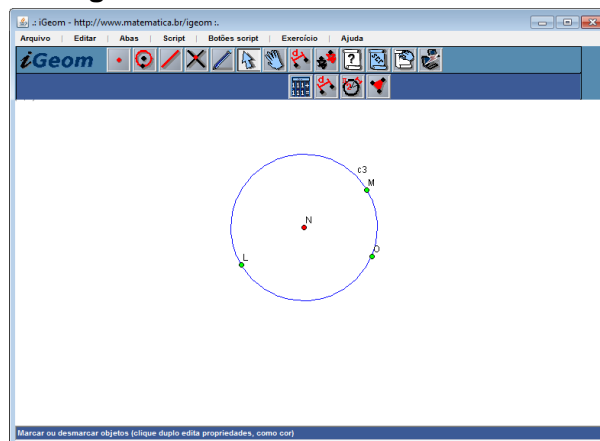 .: iGeom - http://www.matematica.br/igeom :.
Arquivo | Editar | Abas | Script | Botões script | Exercício | Ajuda
iGeom
c3
M
N
O
L
Marcar ou desmarcar objetos (clique duplo edita propriedades, como cor)